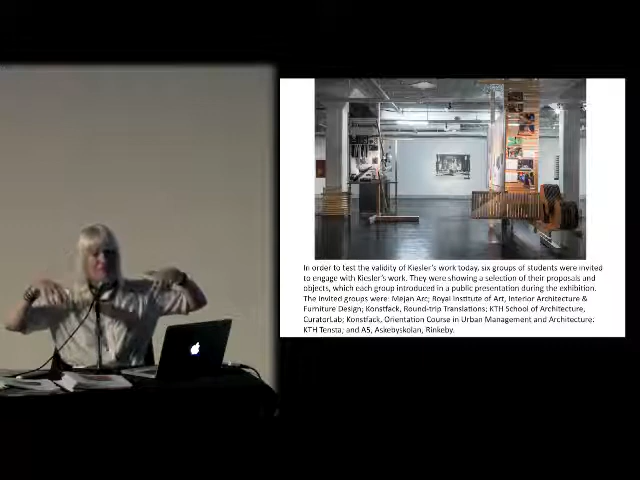 In order to test the validity of Kiesler's work today, six groups of students were invited
to engage with Kiesler's work. They were showing a selection of their proposals and
objects, which each group introduced in a public presentation during the exhibition.
The invited groups were: Mejan Arc; Royal Institute of Art, Interior Architecture &
Furniture Design; Konstfack, Round-trip Translations; KTH School of Architecture,
CuratorLab; Konstfack, Orientation Course in Urban Management and Architecture:
KTH Tensta; and A5, Askebyskolan, Rinkeby.